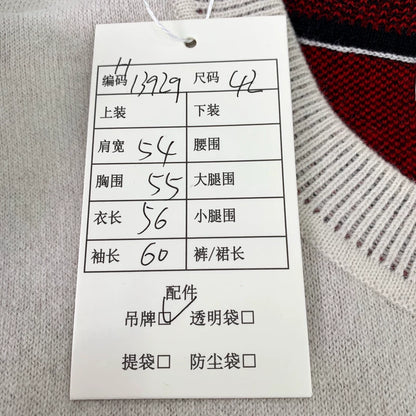 H
编码 13929 尺码 42
上装 下装
肩宽 54 腰围
胸围 55 大腿围
衣长 56 小腿围
袖长 60 裤/裙长
配件
吊牌☑ 透明袋□
提袋□ 防尘袋□